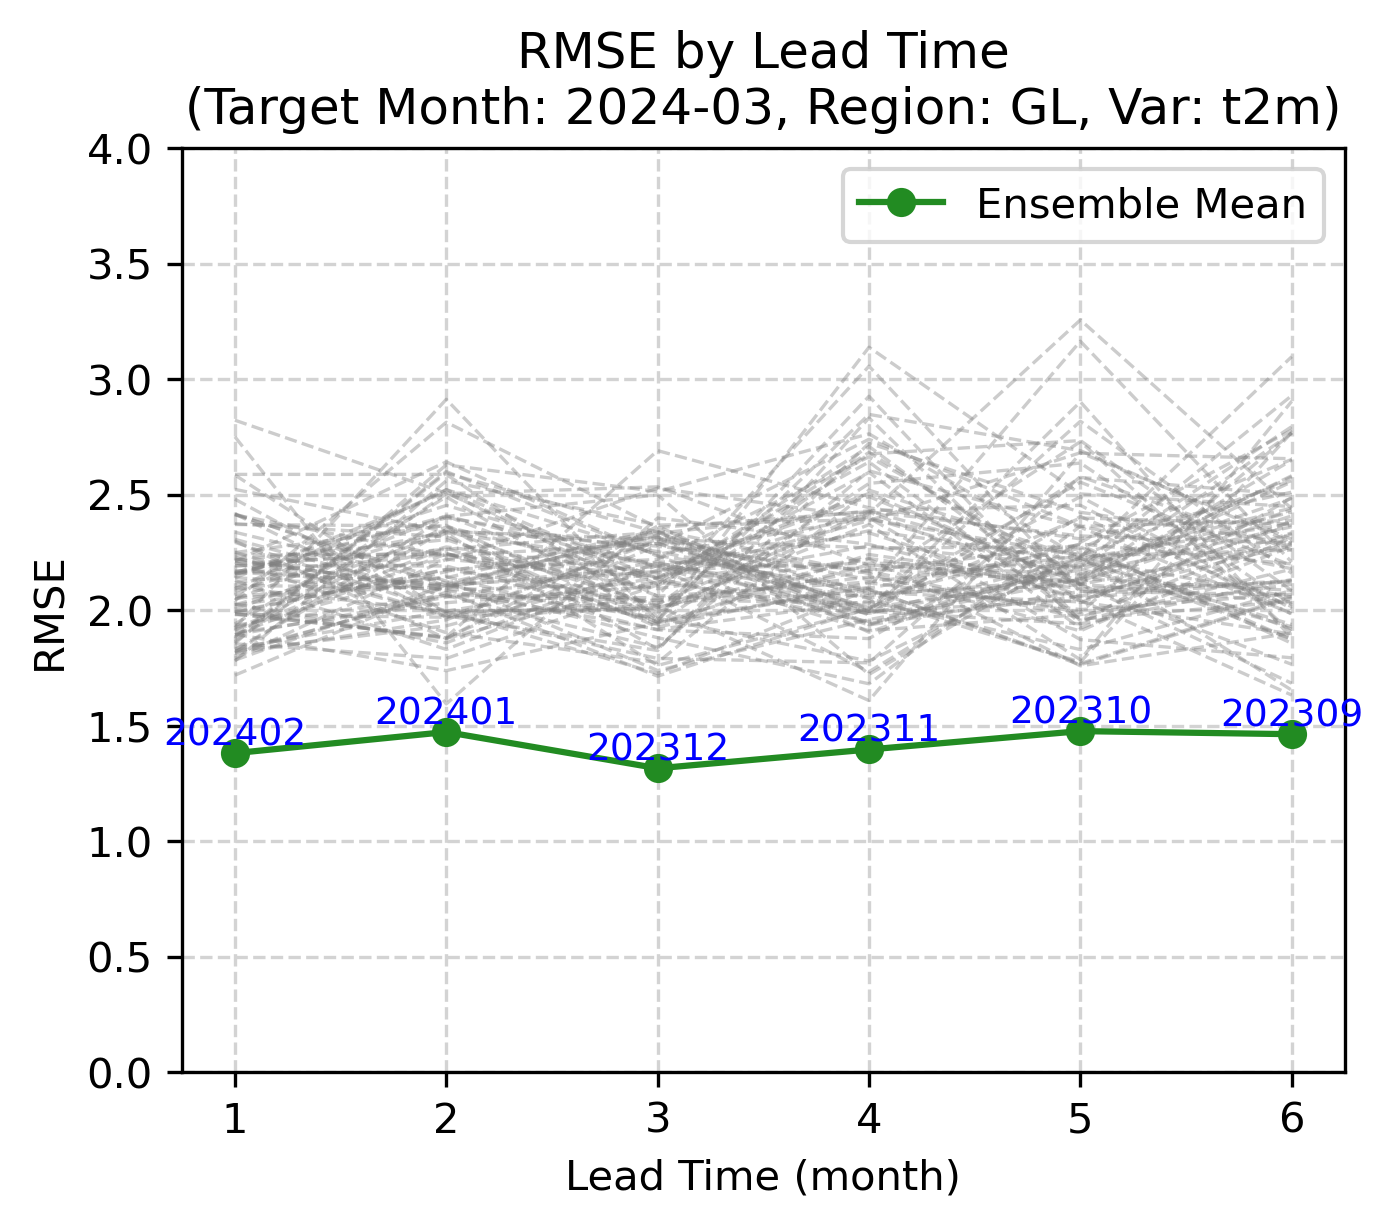 RMSE by Lead Time
(Target Month: 2024-03, Region: GL, Var: t2m)
4.0
Ensemble Mean
3.5
3.0
2.5
2.0
1.5
1.0
0.5
0.0
RMSE
202402
202401
202312
202311
202310
202309
1 2 3 4 5 6
Lead Time (month)